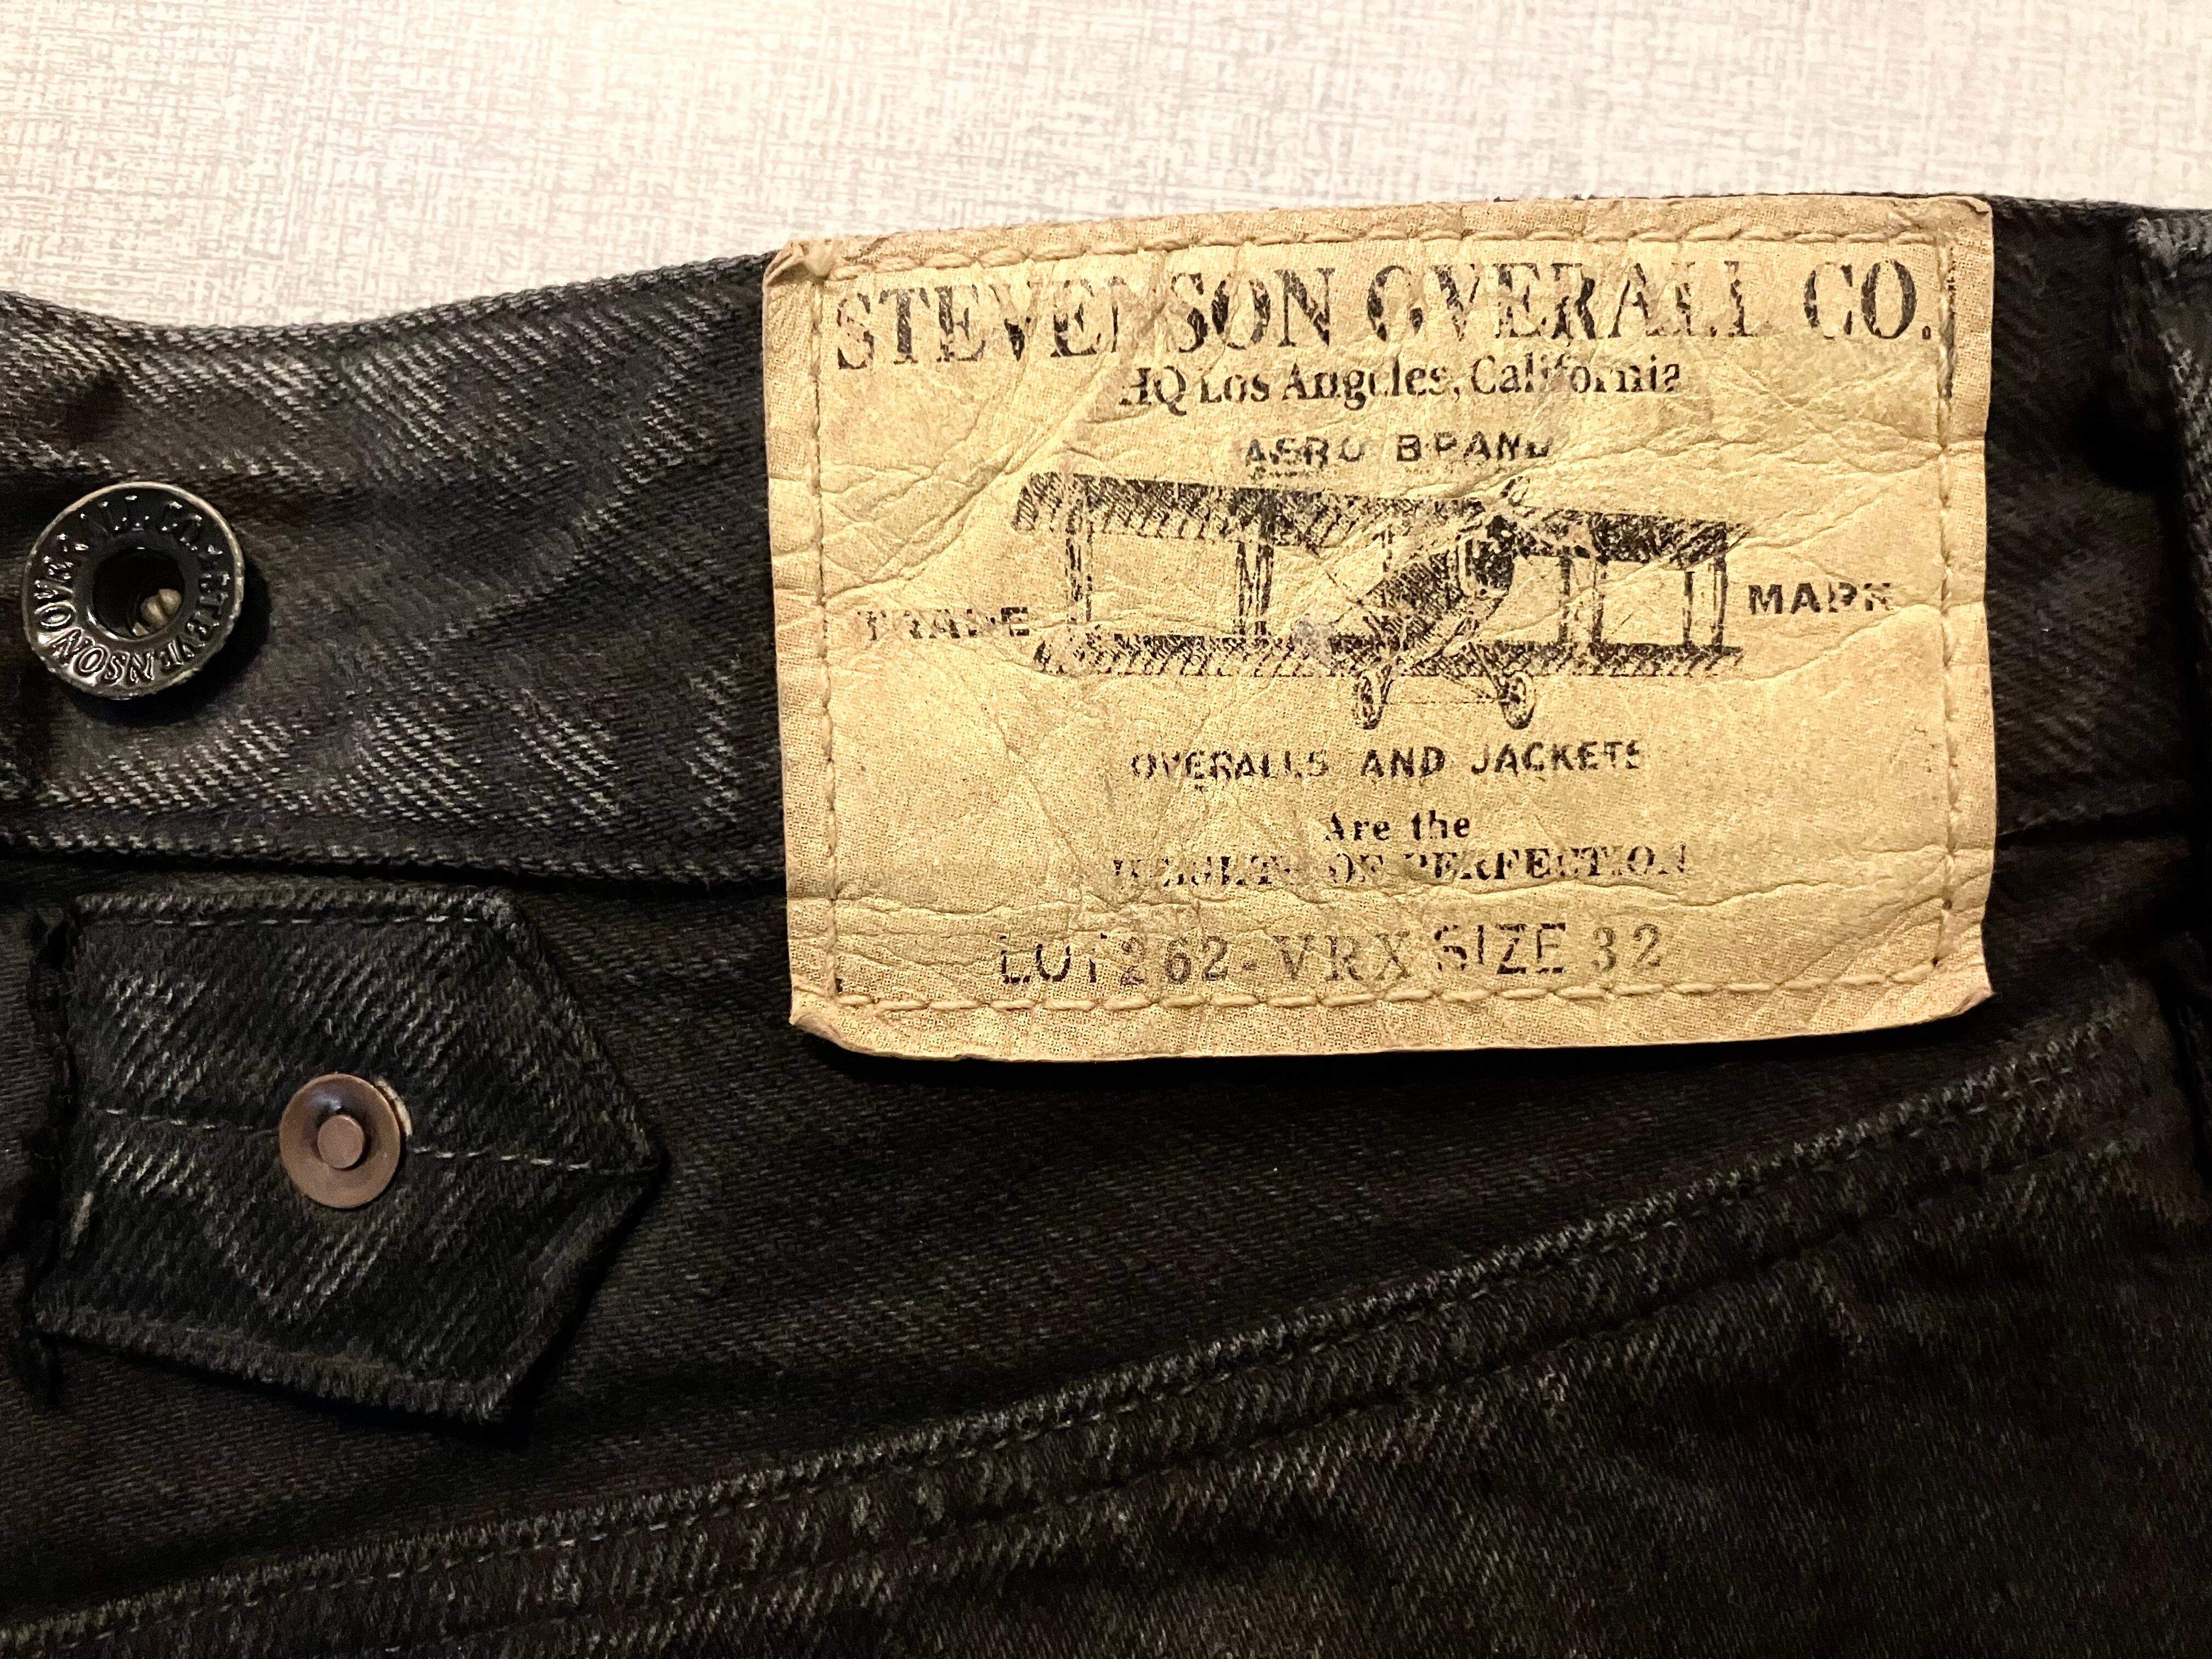 STEVENSON OVERALL CO.
HQ Los Angeles, California
AERO BRAND
TRADE MARK
OVERALLS AND JACKETS
Are the
RESULTS OF PERFECTION
LOT 262-VRX SIZE 32
STEVENSON OVERALL CO.